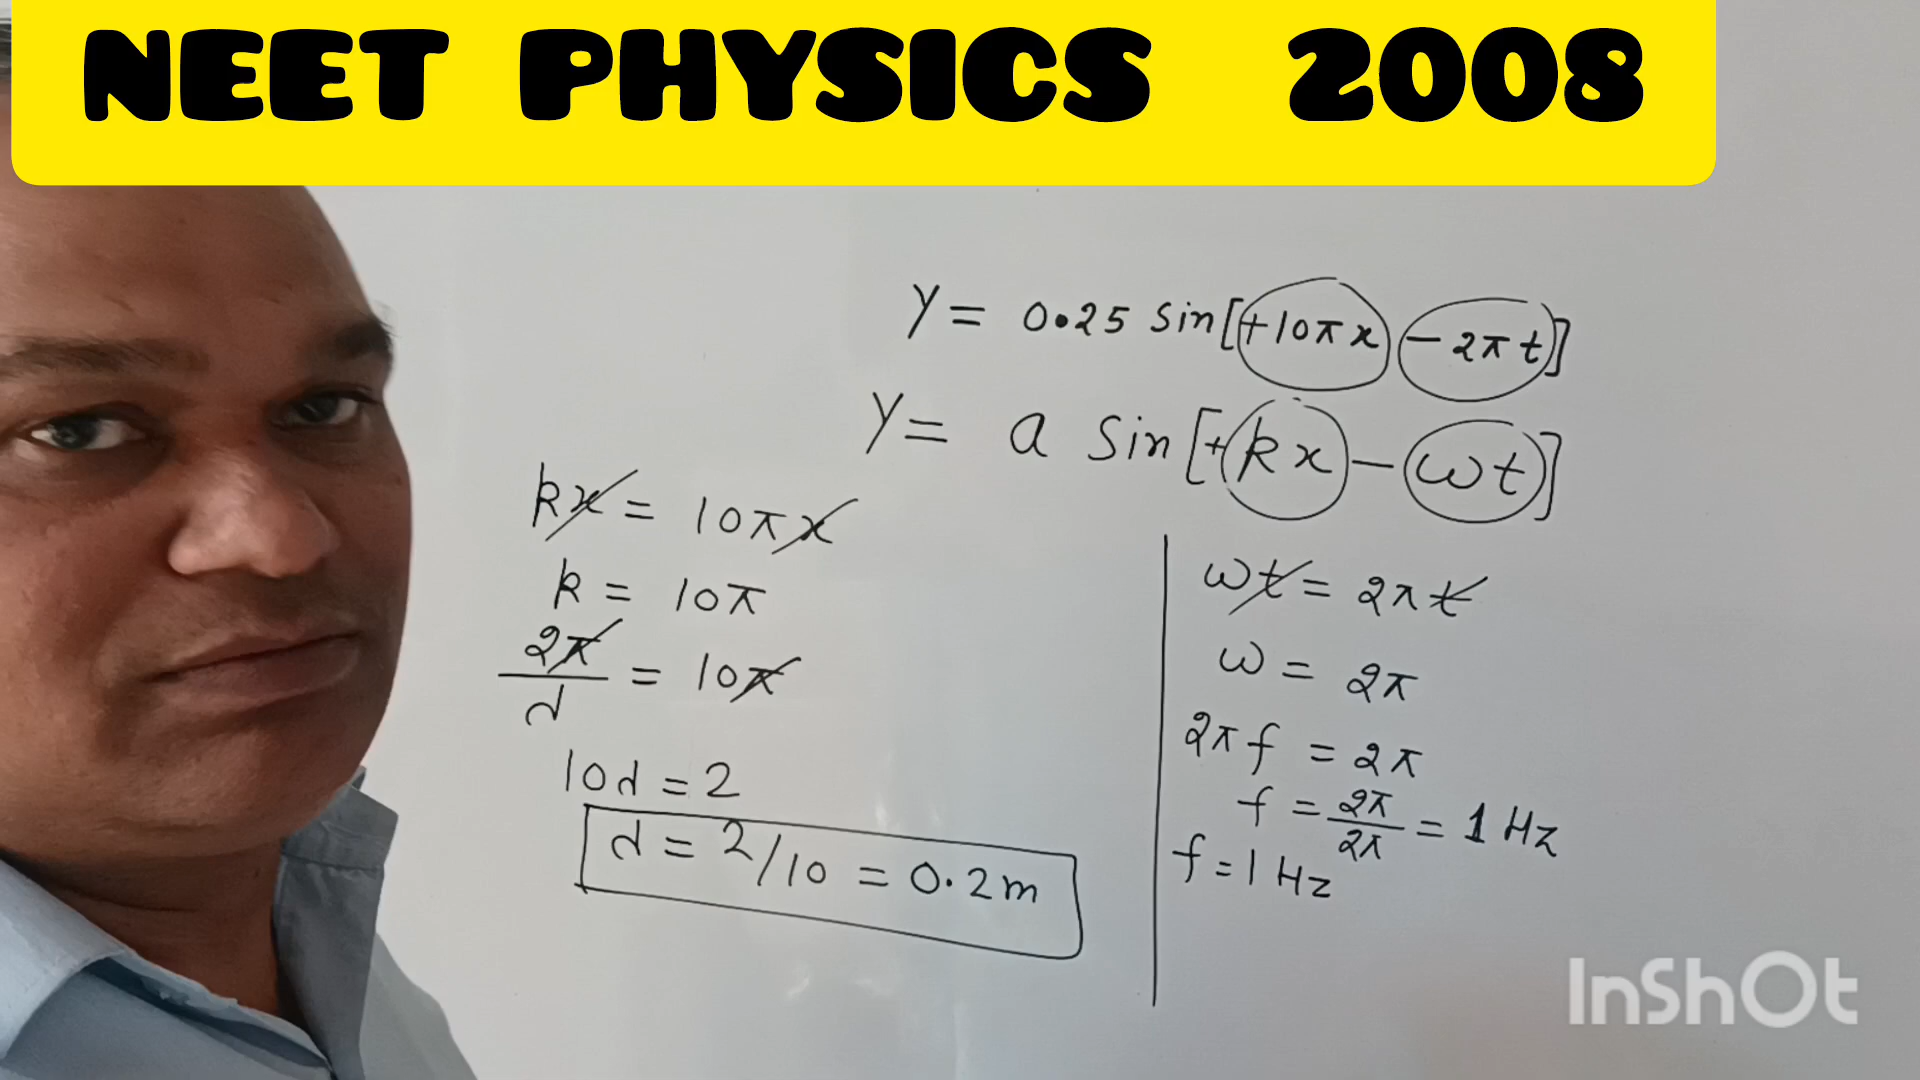 NEET PHYSICS 2008
y = 0.25 sin[+10πx - 2πt]
y = a sin[+kx - ωt]
kx = 10πx
k = 10π
2π/λ = 10π
10λ = 2
λ = 2/10 = 0.2m
ωt = 2πt
ω = 2π
2πf = 2π
f = 2π/2π = 1 Hz
f = 1 Hz
InShOt